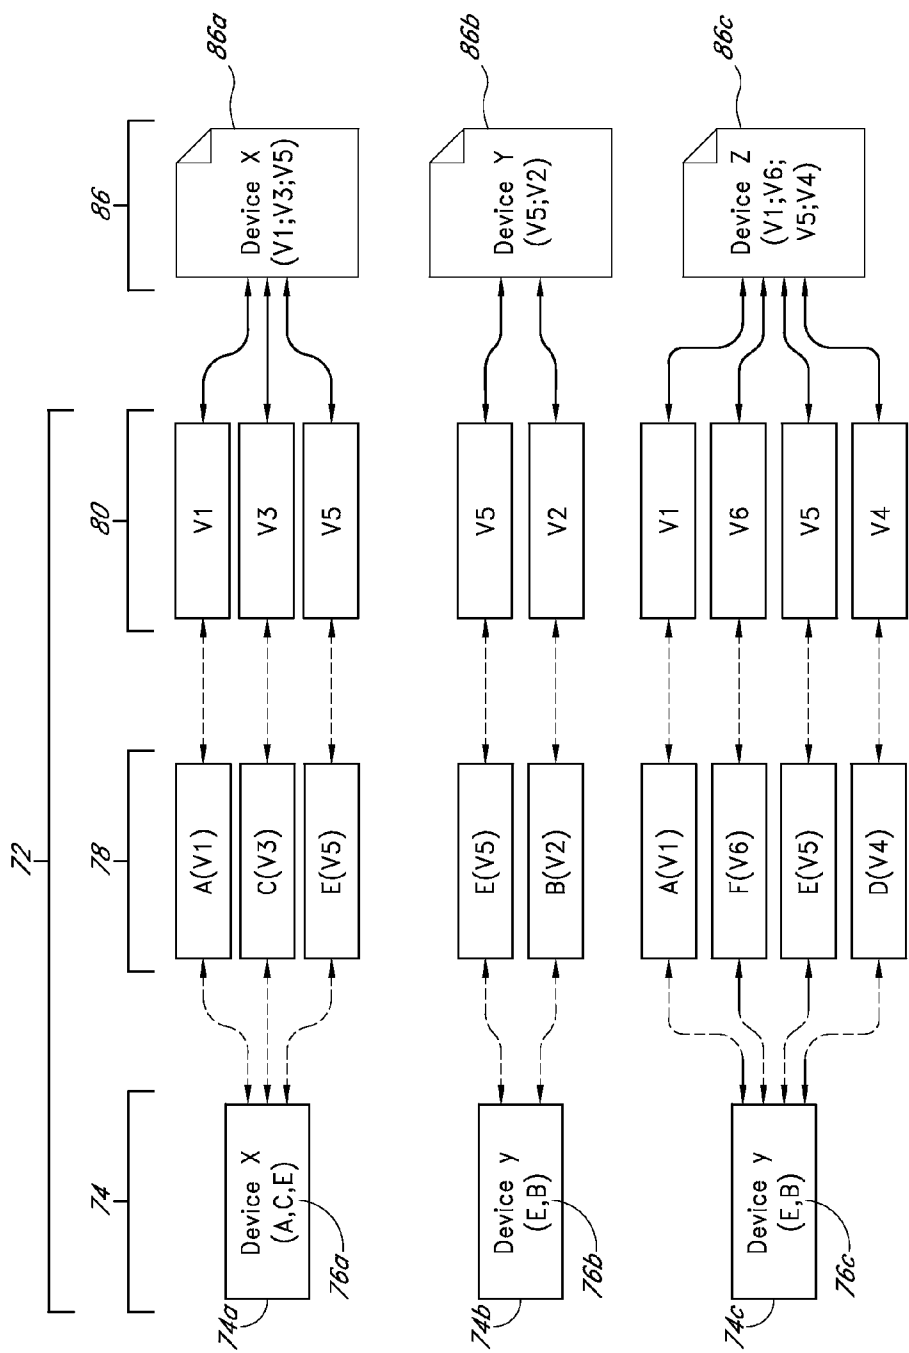 72
74
78
80
86
74a
Device X
(A,C,E)
76a
A(V1)
C(V3)
E(V5)
V1
V3
V5
Device X
(V1;V3;V5)
86a
74b
Device y
(E,B)
76b
E(V5)
B(V2)
V5
V2
Device Y
(V5;V2)
86b
74c
Device y
(E,B)
76c
A(V1)
F(V6)
E(V5)
D(V4)
V1
V6
V5
V4
Device Z
(V1;V6;
V5;V4)
86c